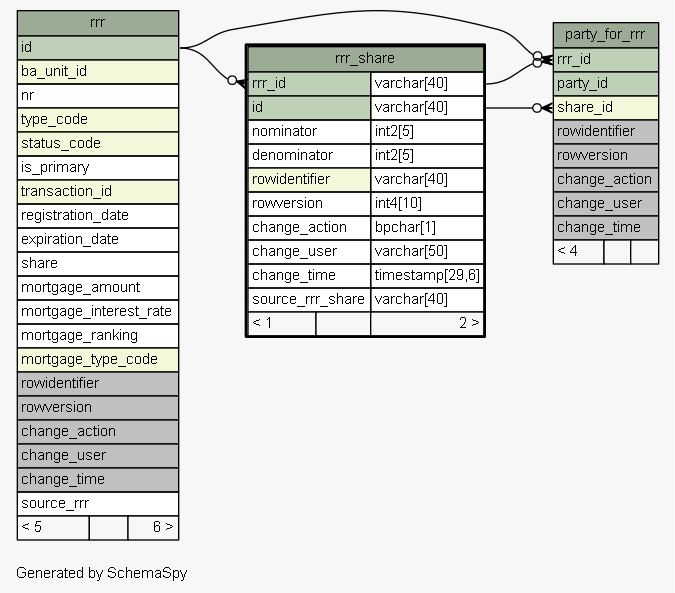 rrr
id
ba_unit_id
nr
type_code
status_code
is_primary
transaction_id
registration_date
expiration_date
share
mortgage_amount
mortgage_interest_rate
mortgage_ranking
mortgage_type_code
rowidentifier
rowversion
change_action
change_user
change_time
source_rrr
< 5 6 >
rrr_share
rrr_id varchar[40]
id varchar[40]
nominator int2[5]
denominator int2[5]
rowidentifier varchar[40]
rowversion int4[10]
change_action bpchar[1]
change_user varchar[50]
change_time timestamp[29,6]
source_rrr_share varchar[40]
< 1 2 >
party_for_rrr
rrr_id
party_id
share_id
rowidentifier
rowversion
change_action
change_user
change_time
< 4
Generated by SchemaSpy